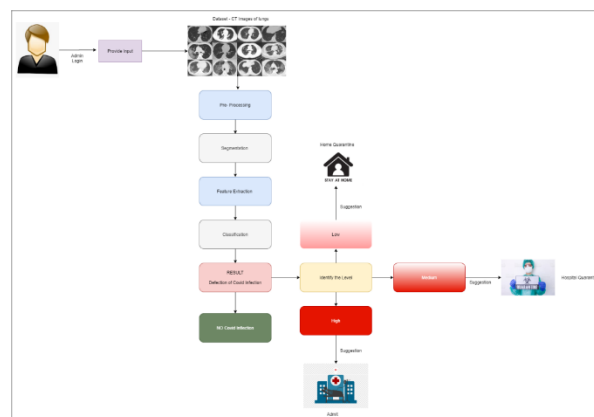 Dataset - CT Images of lungs
Admin
Login
Provide Input
Pre- Processing
Segmentation
Feature Extraction
Classification
RESULT
Detection of Covid Infection
NO Covid Infection
Identify the Level
Low
Suggestion
Home Quarantine
STAY AT HOME
Medium
Suggestion
Hospital Quarant
High
Suggestion
Admit